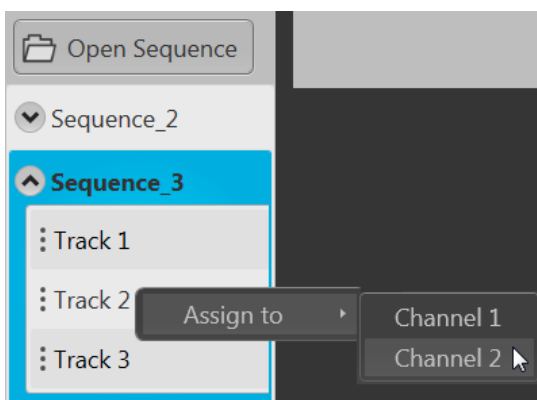 Open Sequence
Sequence_2
Sequence_3
Track 1
Track 2
Assign to
Channel 1
Channel 2
Track 3